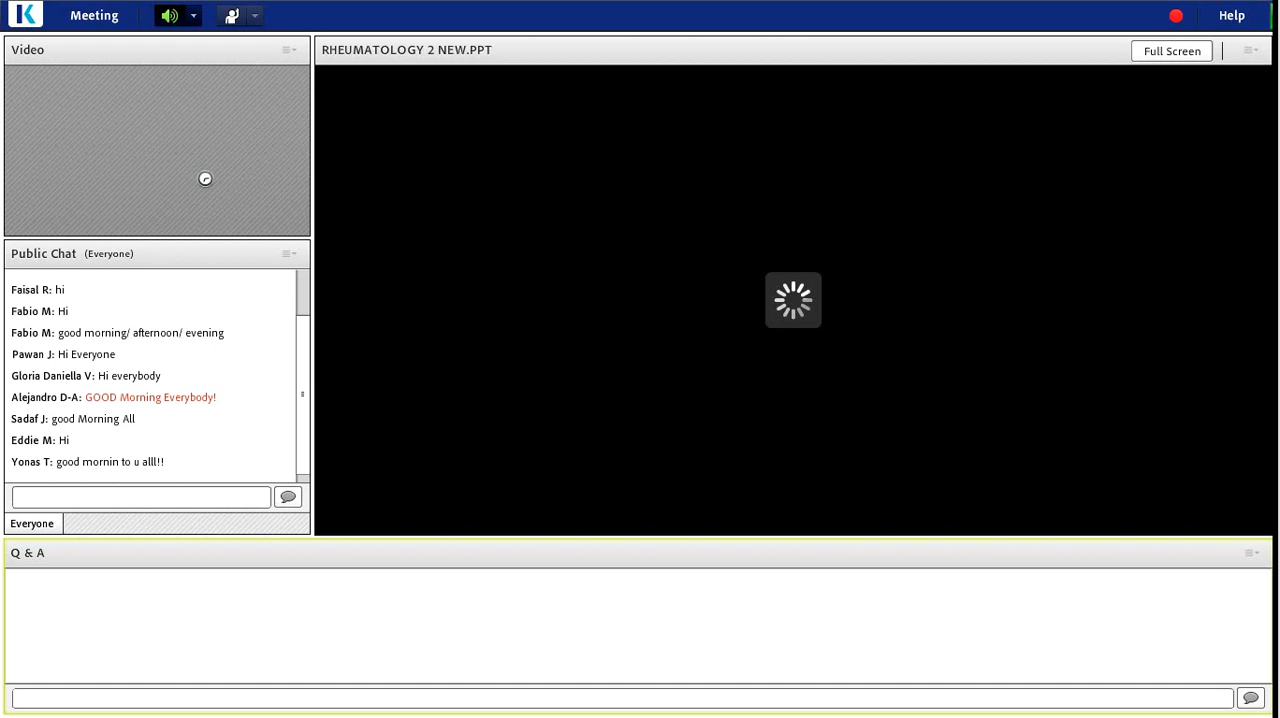 K Meeting Help
Video
RHEUMATOLOGY 2 NEW.PPT Full Screen
Public Chat (Everyone)
Faisal R: hi
Fabio M: Hi
Fabio M: good morning/ afternoon/ evening
Pawan J: Hi Everyone
Gloria Daniella V: Hi everybody
Alejandro D-A: GOOD Morning Everybody!
Sadaf J: good Morning All
Eddie M: Hi
Yonas T: good mornin to u alll!!
Everyone
Q & A